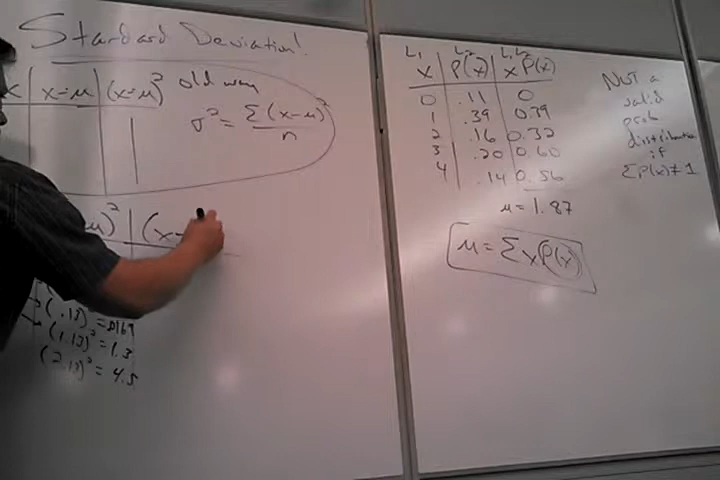 Standard Deviation!
x | x-μ | (x-μ)² old way
σ² = Σ(x-μ)² / n
μ)² | (x-
(.13)² = .0169
(1.13)² = 1.3
(2.13)² = 4.5
L₁ L₂ L₁L₂
x | P(x) | x P(x)
0 .11 0
1 .39 0.39
2 .16 0.32
3 .20 0.60
4 .14 0.56
μ = 1.87
μ = Σ x P(x)
NOT a
valid
prob
distribution
if
ΣP(x) ≠ 1